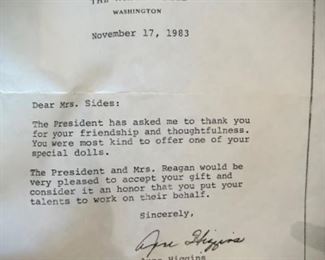 WASHINGTON
November 17, 1983
Dear Mrs. Sides:
The President has asked me to thank you
for your friendship and thoughtfulness.
You were most kind to offer one of your
special dolls.
The President and Mrs. Reagan would be
very pleased to accept your gift and
consider it an honor that you put your
talents to work on their behalf.
Sincerely,
Higgins
Higgins